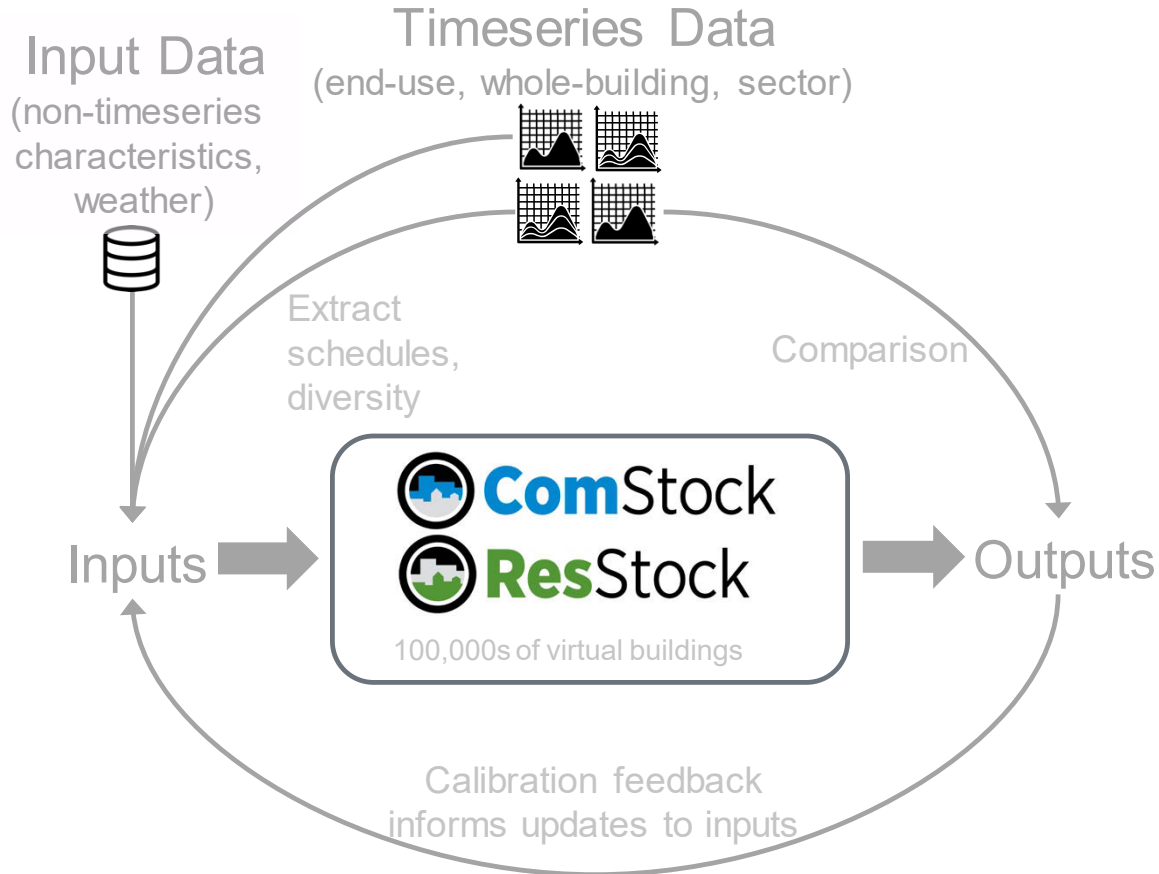 Input Data
(non-timeseries
characteristics,
weather)
Timeseries Data
(end-use, whole-building, sector)
Extract
schedules,
diversity
Comparison
Inputs
ComStock
ResStock
100,000s of virtual buildings
Outputs
Calibration feedback
informs updates to inputs